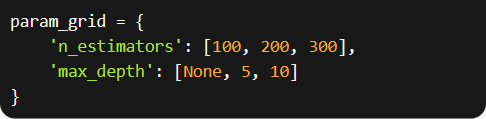 param_grid = {
    'n_estimators': [100, 200, 300],
    'max_depth': [None, 5, 10]
}